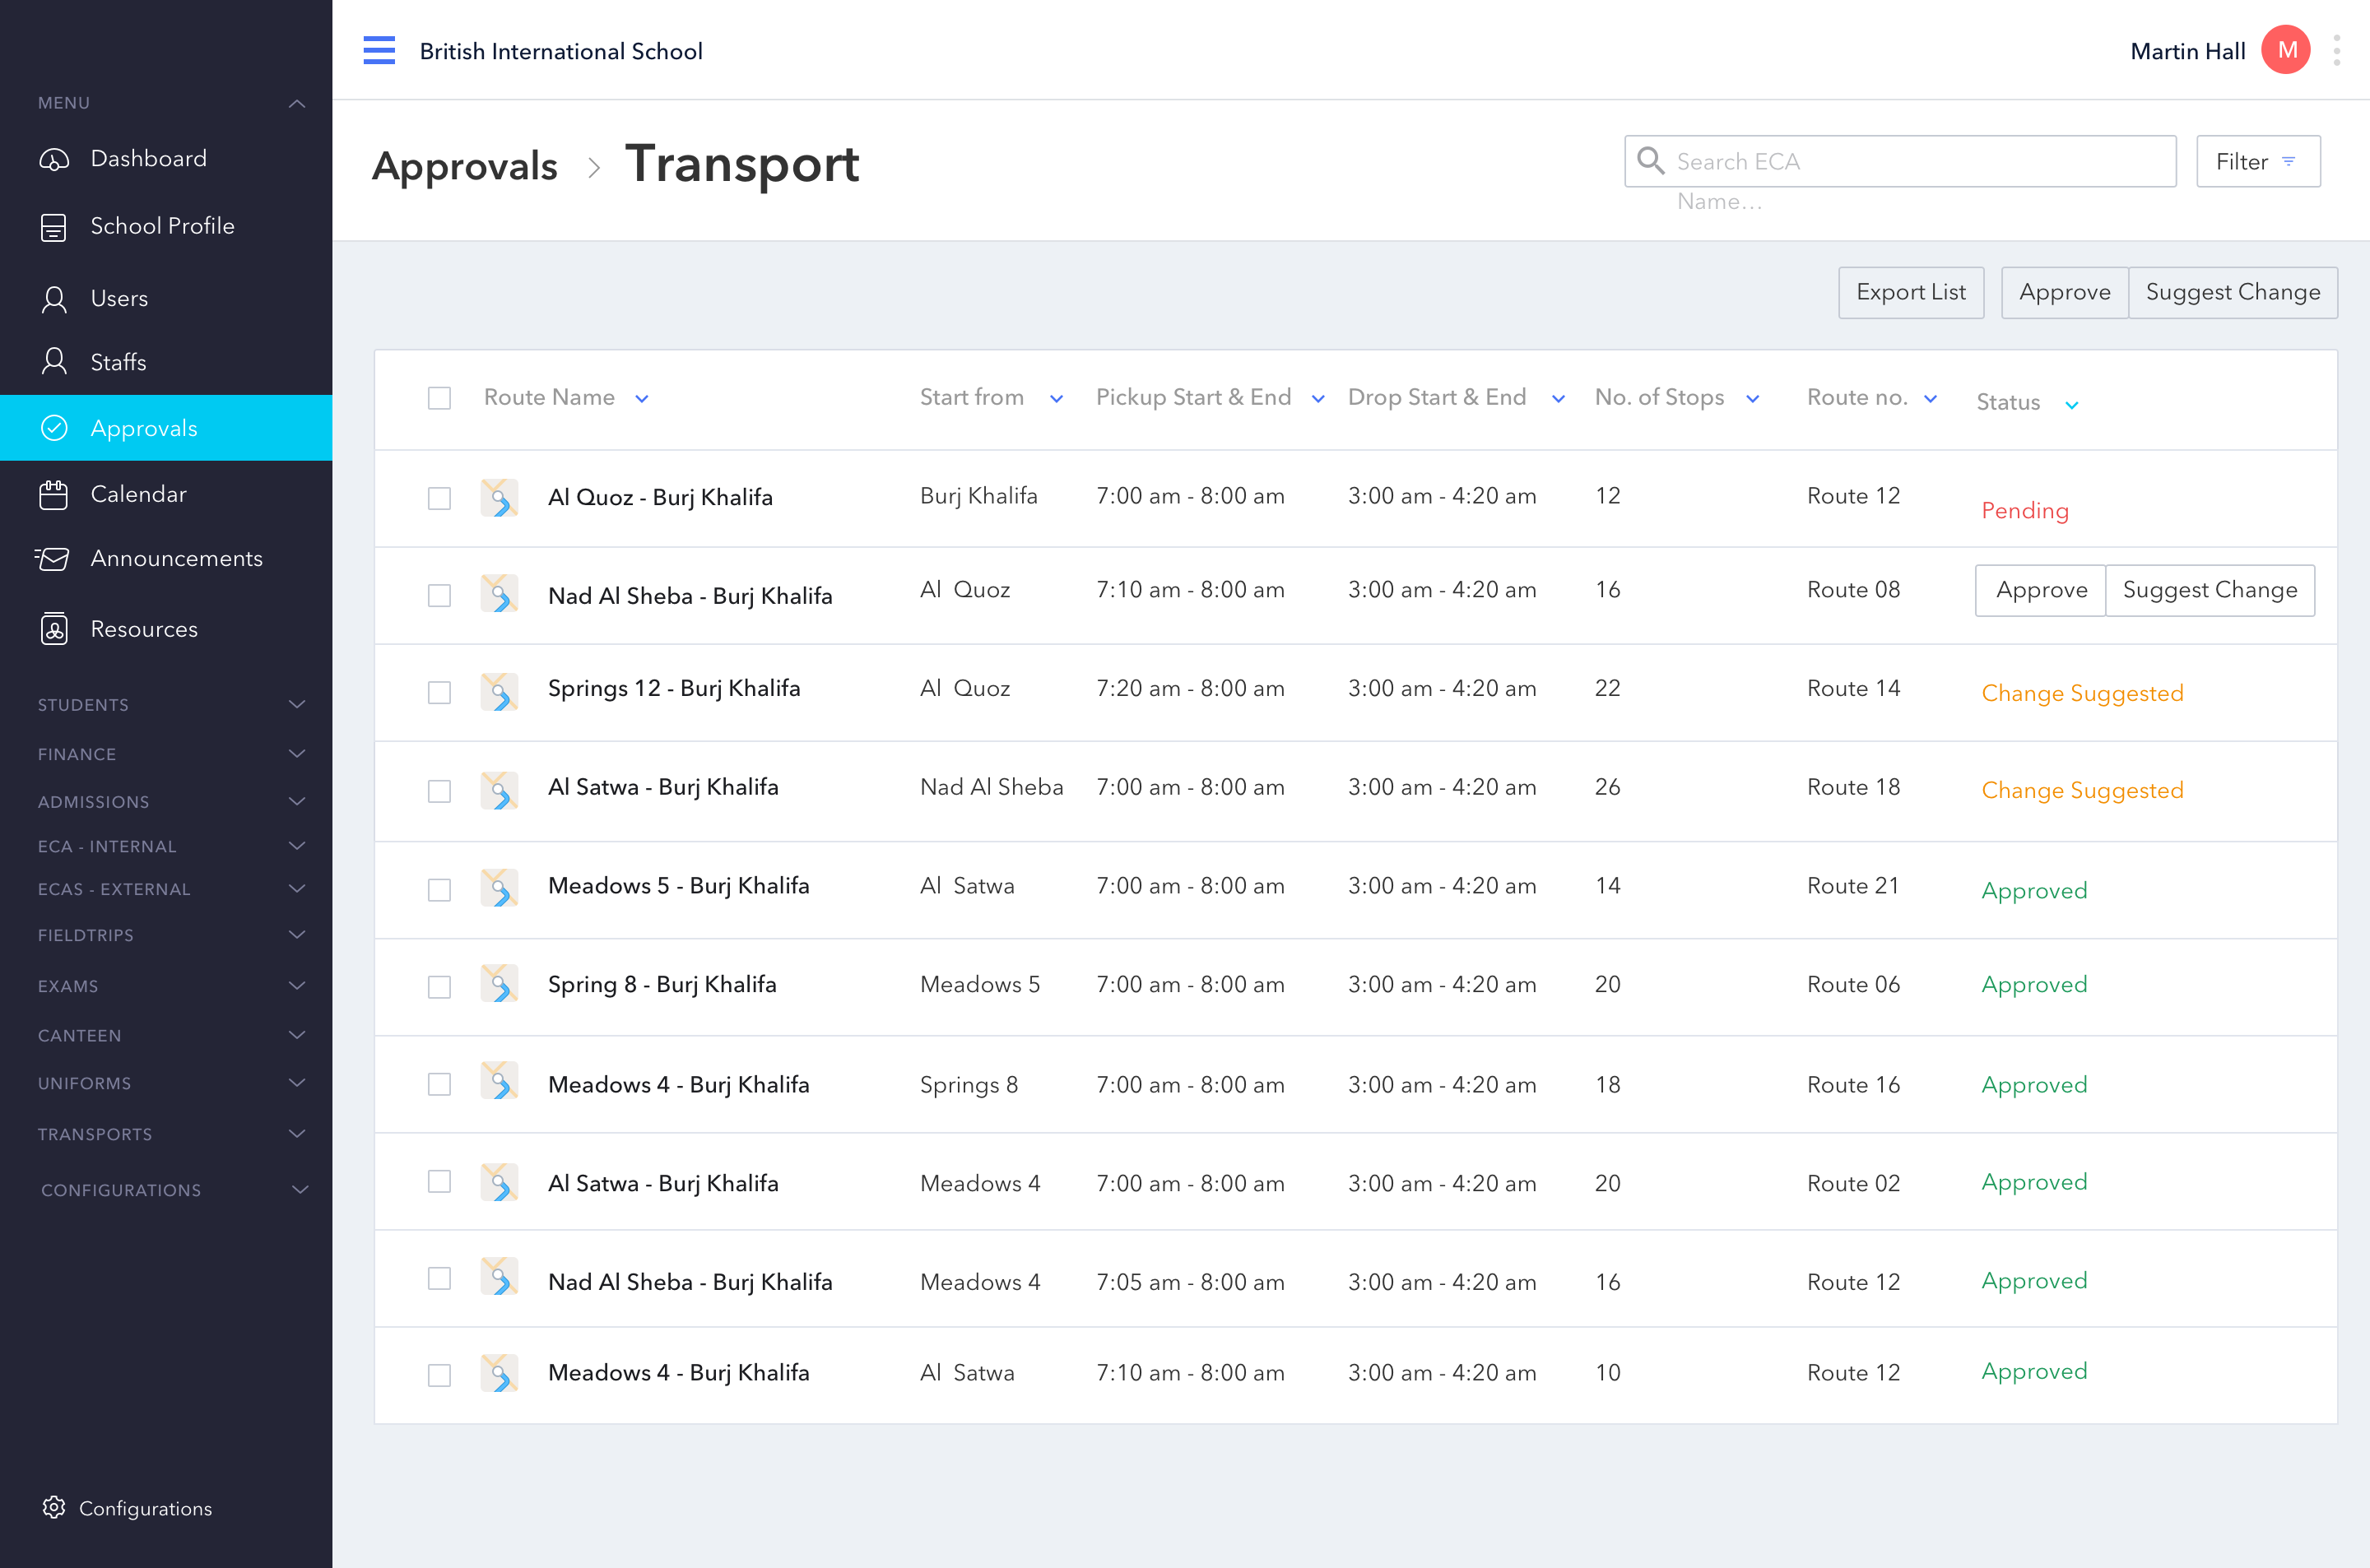 British International School
Martin Hall
M
MENU
Dashboard
School Profile
Users
Staffs
Approvals
Calendar
Announcements
Resources
STUDENTS
FINANCE
ADMISSIONS
ECA - INTERNAL
ECAS - EXTERNAL
FIELDTRIPS
EXAMS
CANTEEN
UNIFORMS
TRANSPORTS
CONFIGURATIONS
Configurations
Approvals Transport
Search ECA
Name...
Filter
Export List Approve Suggest Change
Route Name Start from Pickup Start & End Drop Start & End No. of Stops Route no. Status
Al Quoz - Burj Khalifa Burj Khalifa 7:00 am - 8:00 am 3:00 am - 4:20 am 12 Route 12 Pending
Nad Al Sheba - Burj Khalifa Al Quoz 7:10 am - 8:00 am 3:00 am - 4:20 am 16 Route 08 Approve Suggest Change
Springs 12 - Burj Khalifa Al Quoz 7:20 am - 8:00 am 3:00 am - 4:20 am 22 Route 14 Change Suggested
Al Satwa - Burj Khalifa Nad Al Sheba 7:00 am - 8:00 am 3:00 am - 4:20 am 26 Route 18 Change Suggested
Meadows 5 - Burj Khalifa Al Satwa 7:00 am - 8:00 am 3:00 am - 4:20 am 14 Route 21 Approved
Spring 8 - Burj Khalifa Meadows 5 7:00 am - 8:00 am 3:00 am - 4:20 am 20 Route 06 Approved
Meadows 4 - Burj Khalifa Springs 8 7:00 am - 8:00 am 3:00 am - 4:20 am 18 Route 16 Approved
Al Satwa - Burj Khalifa Meadows 4 7:00 am - 8:00 am 3:00 am - 4:20 am 20 Route 02 Approved
Nad Al Sheba - Burj Khalifa Meadows 4 7:05 am - 8:00 am 3:00 am - 4:20 am 16 Route 12 Approved
Meadows 4 - Burj Khalifa Al Satwa 7:10 am - 8:00 am 3:00 am - 4:20 am 10 Route 12 Approved